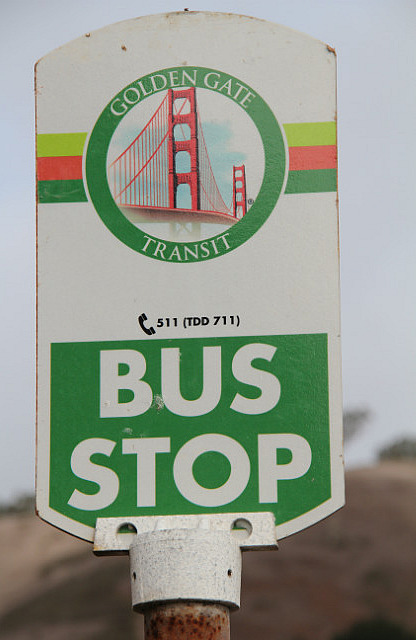 GOLDEN GATE
TRANSIT
511 (TDD 711)
BUS
STOP